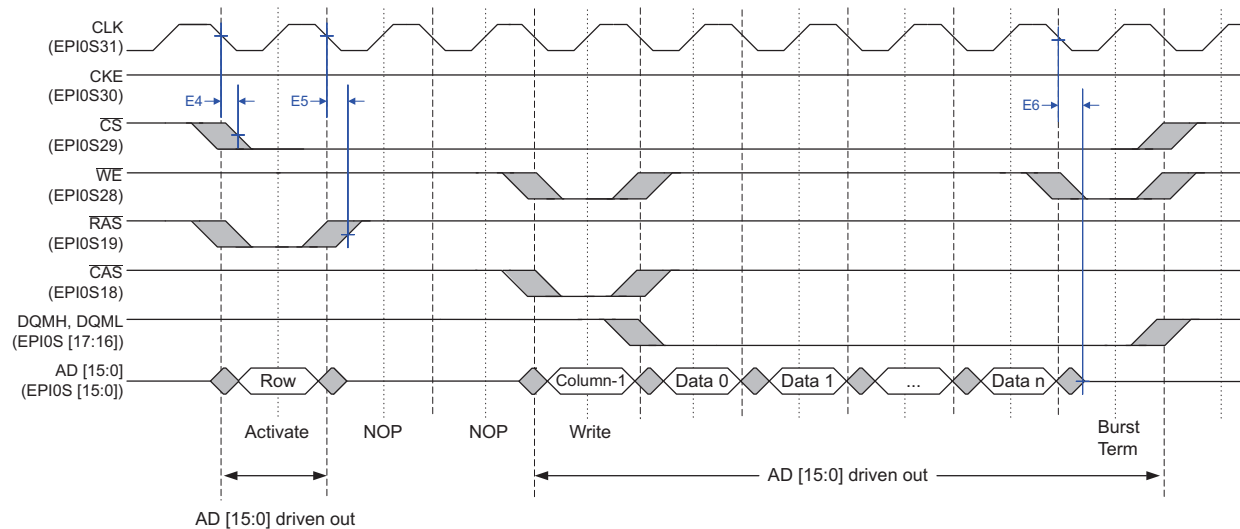 CLK
(EPI0S31)
CKE
(EPI0S30)
E4
E5
E6
CS
(EPI0S29)
WE
(EPI0S28)
RAS
(EPI0S19)
CAS
(EPI0S18)
DQMH, DQML
(EPI0S [17:16])
AD [15:0]
(EPI0S [15:0])
Row
Column-1
Data 0
Data 1
...
Data n
Activate
NOP
NOP
Write
Burst
Term
AD [15:0] driven out
AD [15:0] driven out